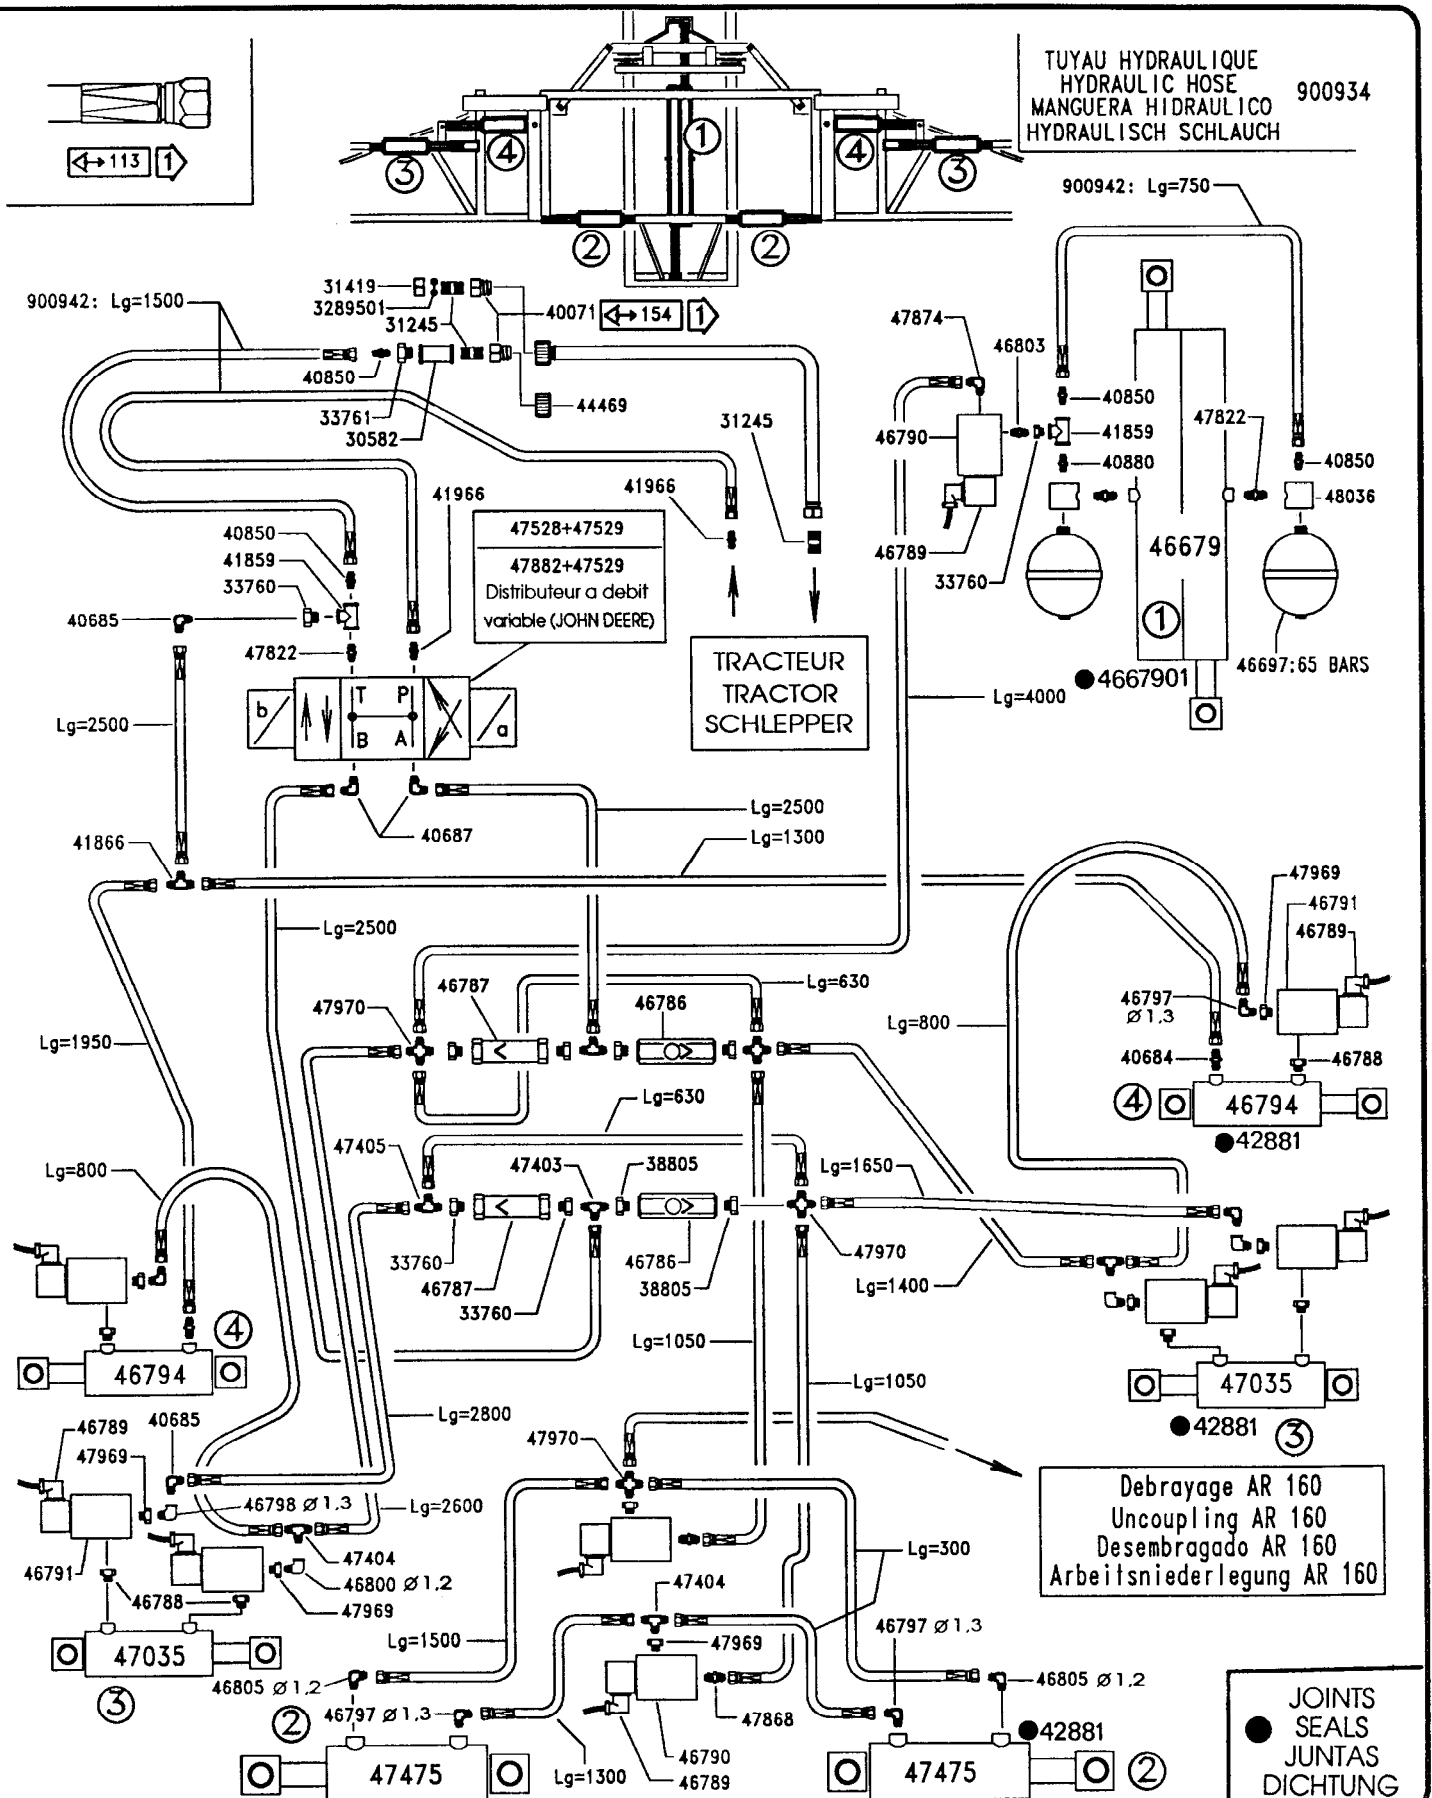 113
1
TUYAU HYDRAULIQUE
HYDRAULIC HOSE
MANGUERA HIDRAULICO
HYDRAULISCH SCHLAUCH
900934
1
4
4
3
3
2
2
900942: Lg=750
31419
3289501
31245
40071
154
1
900942: Lg=1500
40850
33761
30582
44469
31245
47874
46803
46790
40850
41859
40880
47822
40850
48036
46789
33760
46679
1
4667901
46697:65 BARS
41966
41966
47528+47529
47882+47529
Distributeur a debit
variable (JOHN DEERE)
40850
41859
33760
40685
47822
TRACTEUR
TRACTOR
SCHLEPPER
Lg=4000
Lg=2500
b
T P
B A
a
40687
Lg=2500
Lg=1300
41866
Lg=2500
47969
46791
46789
46797
Ø 1,3
Lg=630
46787
46786
47970
Lg=800
Lg=1950
40684
46788
4
46794
42881
Lg=630
47405
47403
38805
Lg=1650
Lg=800
33760
46787
33760
46786
38805
47970
Lg=1400
4
46794
Lg=1050
Lg=1050
47035
42881
3
Lg=2800
46789
40685
47969
47970
46798 Ø 1,3
Lg=2600
46791
47404
46800 Ø 1,2
47969
46788
Debrayage AR 160
Uncoupling AR 160
Desembragado AR 160
Arbeitsniederlegung AR 160
Lg=300
47404
46797 Ø 1,3
47969
Lg=1500
47035
3
46805 Ø 1,2
46805 Ø 1,2
2
46797 Ø 1,3
47868
42881
46790
46789
47475
Lg=1300
47475
2
JOINTS
SEALS
JUNTAS
DICHTUNG